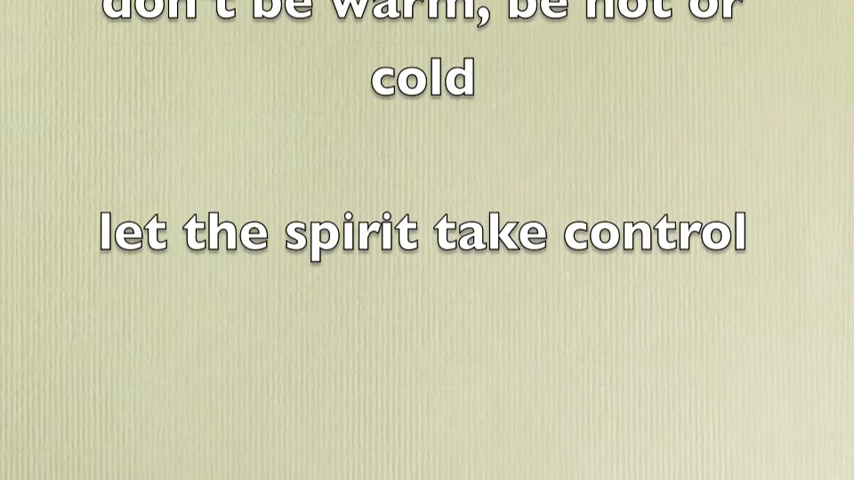 don't be warm, be hot or
cold
let the spirit take control